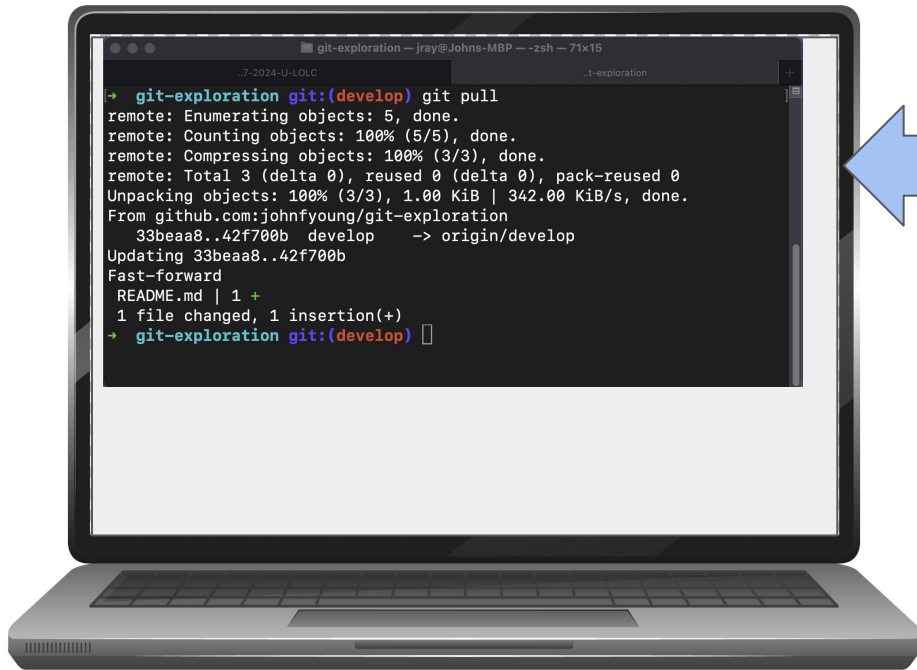 git-exploration — jray@Johns-MBP — -zsh — 71×15
..7-2024-U-LOLC
..t-exploration
+
[→ git-exploration git:(develop) git pull ]
remote: Enumerating objects: 5, done.
remote: Counting objects: 100% (5/5), done.
remote: Compressing objects: 100% (3/3), done.
remote: Total 3 (delta 0), reused 0 (delta 0), pack-reused 0
Unpacking objects: 100% (3/3), 1.00 KiB | 342.00 KiB/s, done.
From github.com:johnfyoung/git-exploration
   33beaa8..42f700b  develop    -> origin/develop
Updating 33beaa8..42f700b
Fast-forward
 README.md | 1 +
 1 file changed, 1 insertion(+)
→ git-exploration git:(develop)